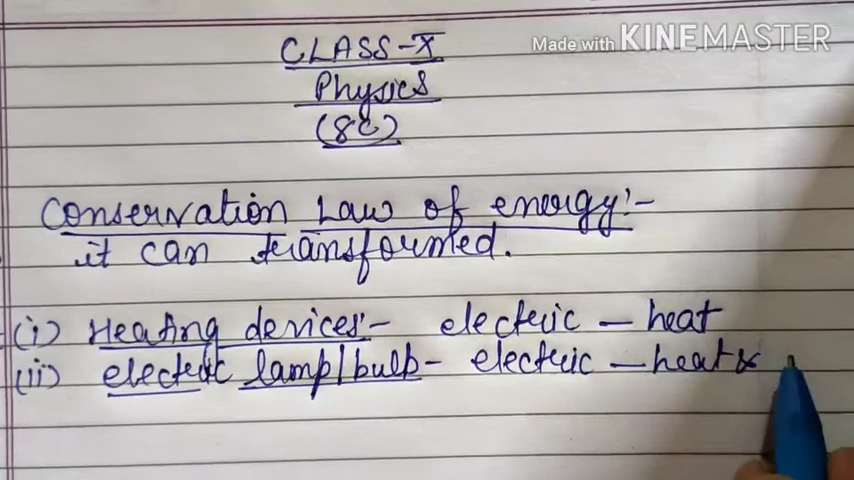 Made with KINEMASTER
CLASS-X
Physics
(8C)
Conservation Law of energy:-
it can transformed.
(i) Heating devices:- electric — heat
(ii) electric lamp/bulb- electric — heat &